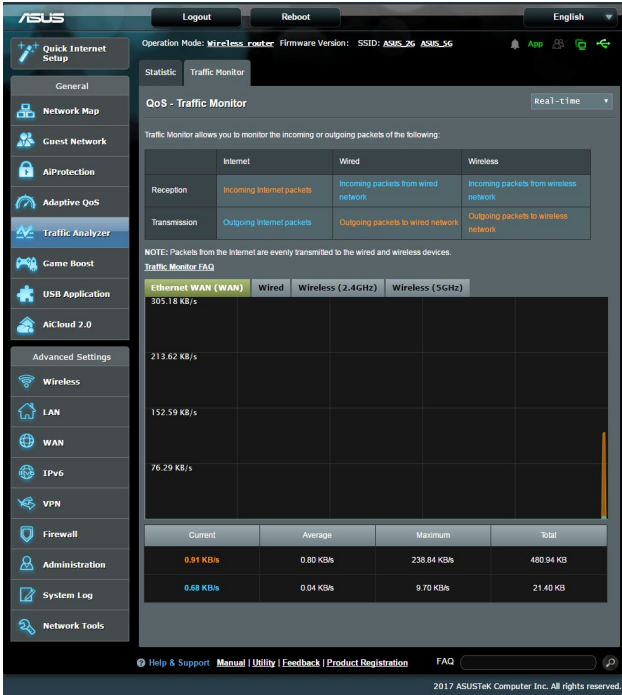 ASUS
Logout
Reboot
English
Quick Internet
Setup
General
Network Map
Guest Network
AiProtection
Adaptive QoS
Traffic Analyzer
Game Boost
USB Application
AiCloud 2.0
Advanced Settings
Wireless
LAN
WAN
IPv6
VPN
Firewall
Administration
System Log
Network Tools
Operation Mode: Wireless router Firmware Version: SSID: ASUS_2G ASUS_5G
App
Statistic Traffic Monitor
QoS - Traffic Monitor
Real-time
Traffic Monitor allows you to monitor the incoming or outgoing packets of the following:
Internet Wired Wireless
Reception
Incoming Internet packets
Incoming packets from wired
network
Incoming packets from wireless
network
Transmission
Outgoing Internet packets
Outgoing packets to wired network
Outgoing packets to wireless
network
NOTE: Packets from the Internet are evenly transmitted to the wired and wireless devices.
Traffic Monitor FAQ
Ethernet WAN (WAN) Wired Wireless (2.4GHz) Wireless (5GHz)
305.18 KB/s
213.62 KB/s
152.59 KB/s
76.29 KB/s
Current Average Maximum Total
0.91 KB/s 0.80 KB/s 238.84 KB/s 480.94 KB
0.68 KB/s 0.04 KB/s 9.70 KB/s 21.40 KB
Help & Support Manual | Utility | Feedback | Product Registration FAQ
2017 ASUSTeK Computer Inc. All rights reserved.